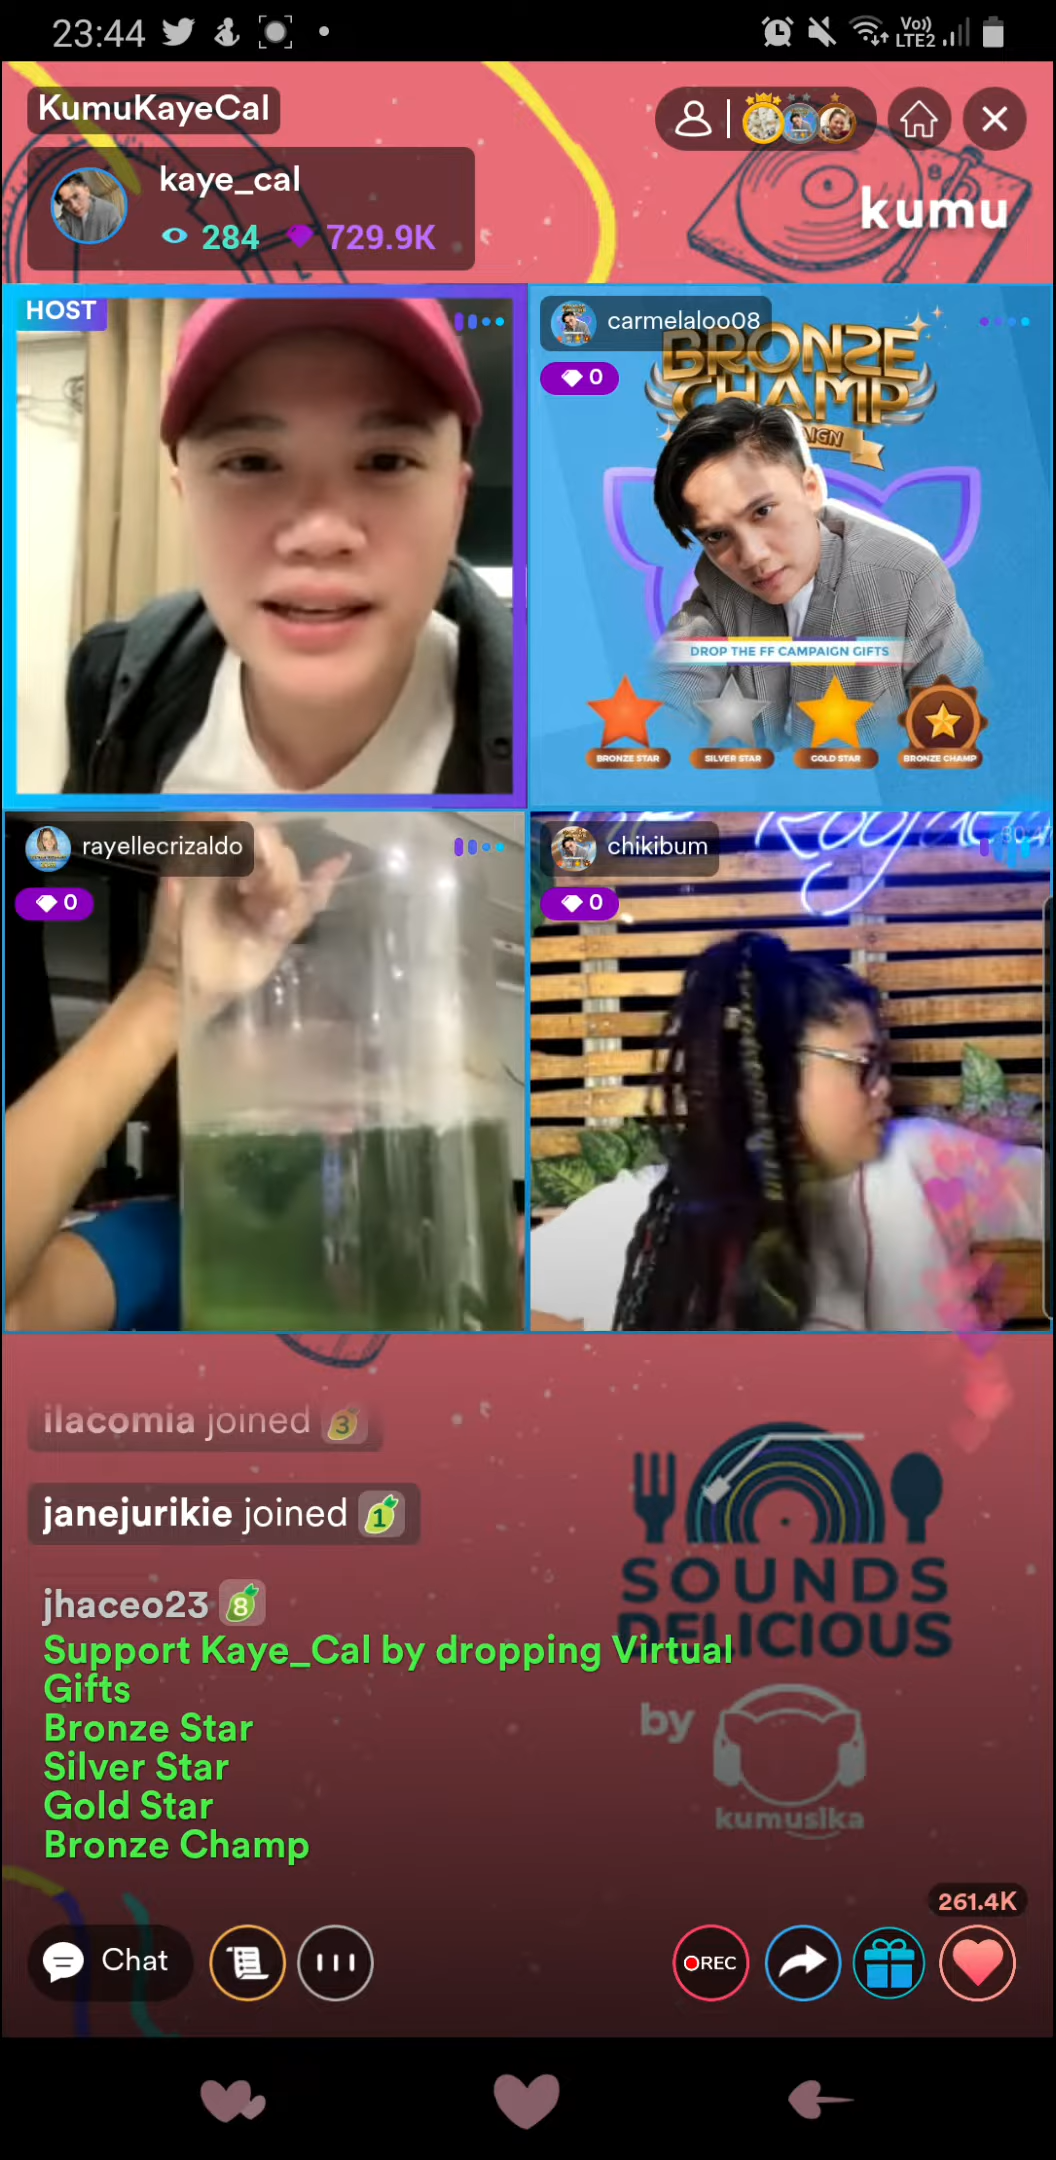 23:44
Vo))
LTE2
KumuKayeCal
kaye_cal
284 729.9K
kumu
HOST
carmelaloo08
0
BRONZE
CHAMP
DROP THE FF CAMPAIGN GIFTS
BRONZE STAR SILVER STAR GOLD STAR BRONZE CHAMP
rayellecrizaldo
0
chikibum
0
ilacomia joined 3
janejurikie joined 1
jhaceo23 8
Support Kaye_Cal by dropping Virtual
Gifts
Bronze Star
Silver Star
Gold Star
Bronze Champ
SOUNDS
DELICIOUS
by
kumusika
261.4K
Chat
REC